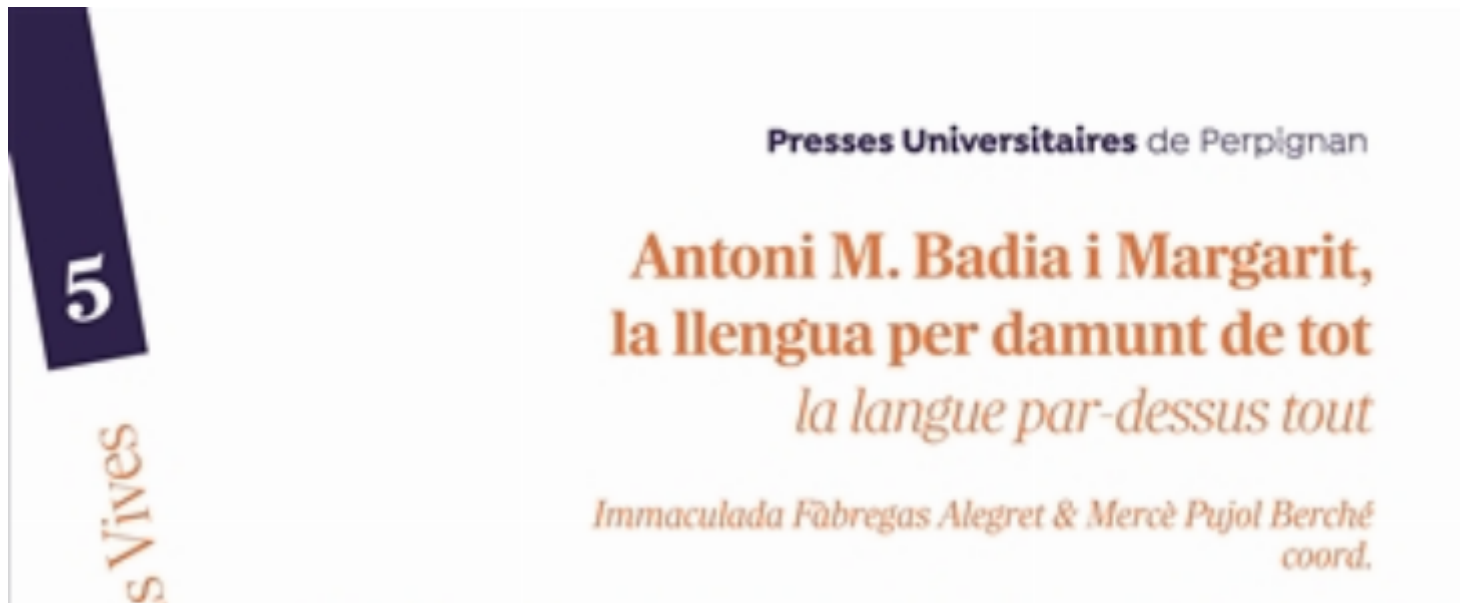 Presses Universitaires de Perpignan
Antoni M. Badia i Margarit,
la llengua per damunt de tot
la langue par-dessus tout
Immaculada Fàbregas Alegret & Mercè Pujol Berché
coord.
5
s Vives